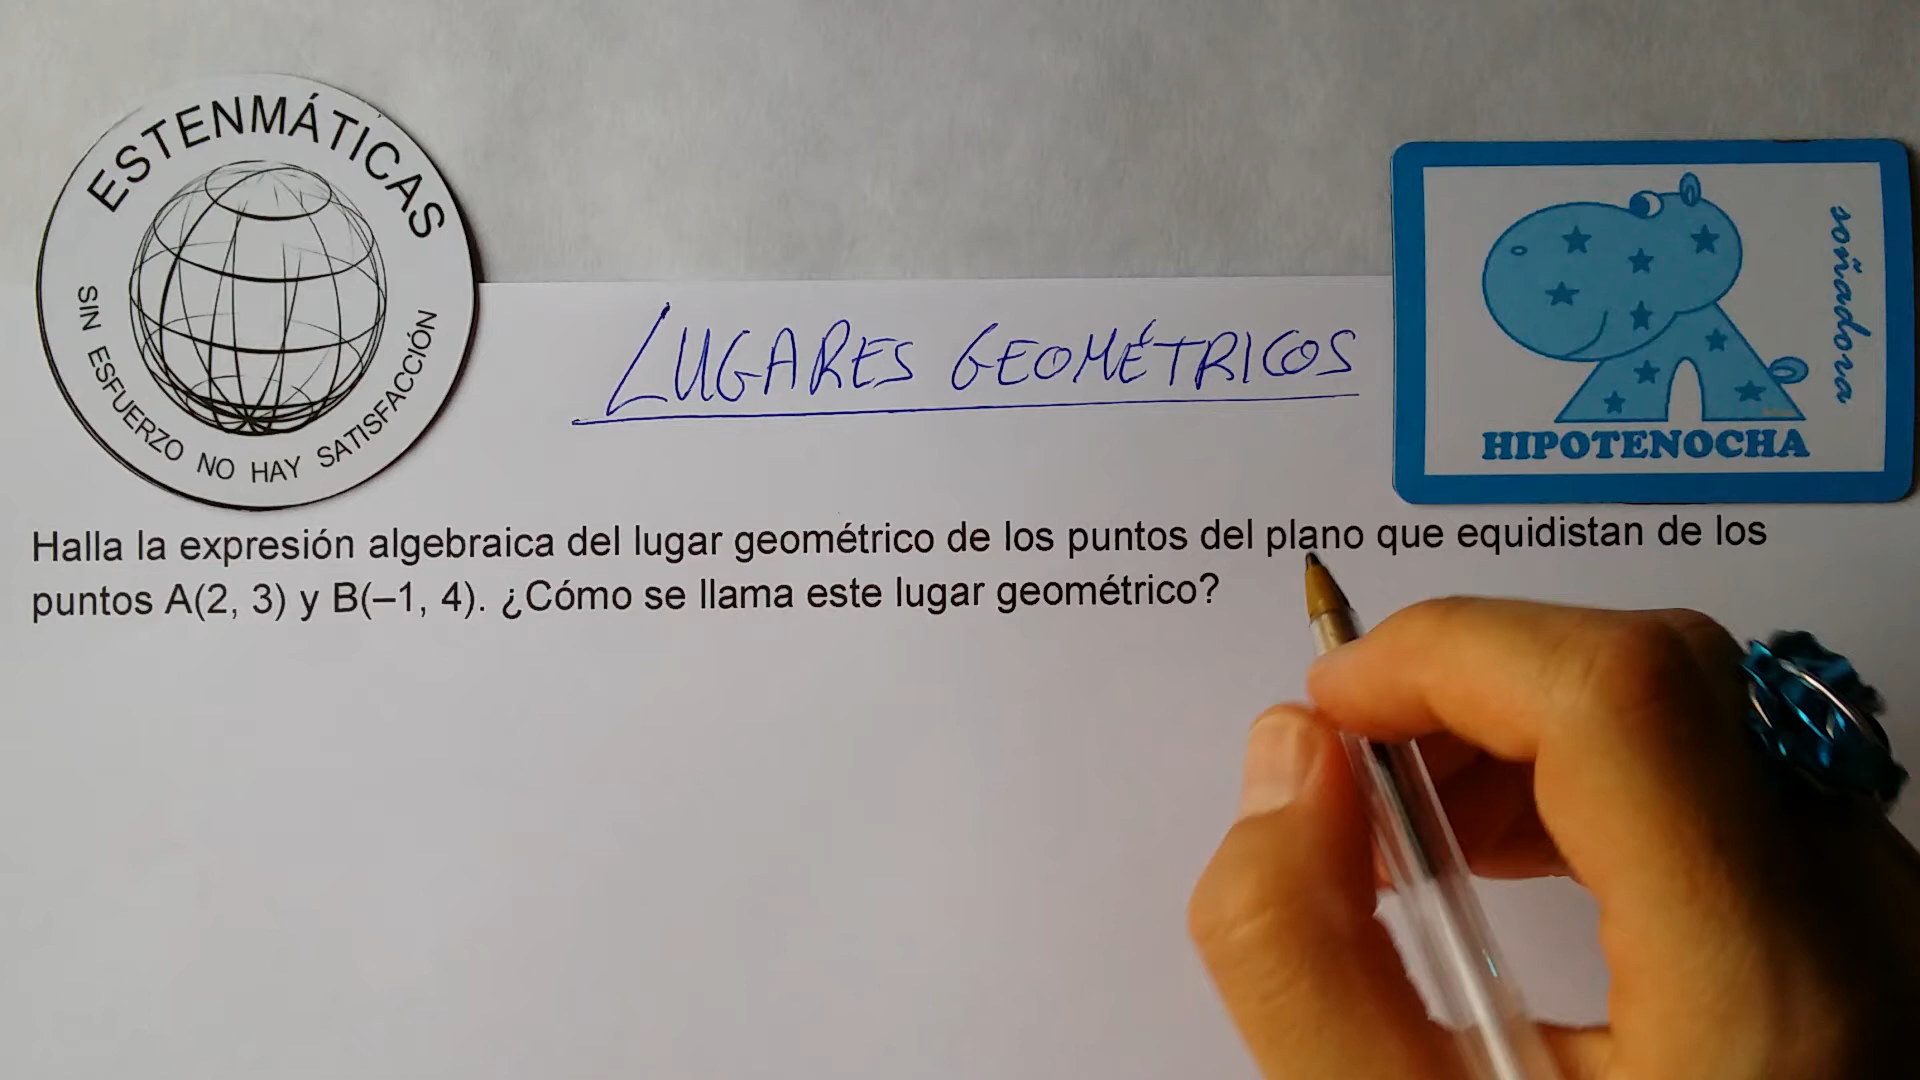 ESTENMÁTICAS
SIN ESFUERZO NO HAY SATISFACCIÓN
LUGARES GEOMÉTRICOS
soñadora
HIPOTENOCHA
Halla la expresión algebraica del lugar geométrico de los puntos del plano que equidistan de los
puntos A(2, 3) y B(–1, 4). ¿Cómo se llama este lugar geométrico?